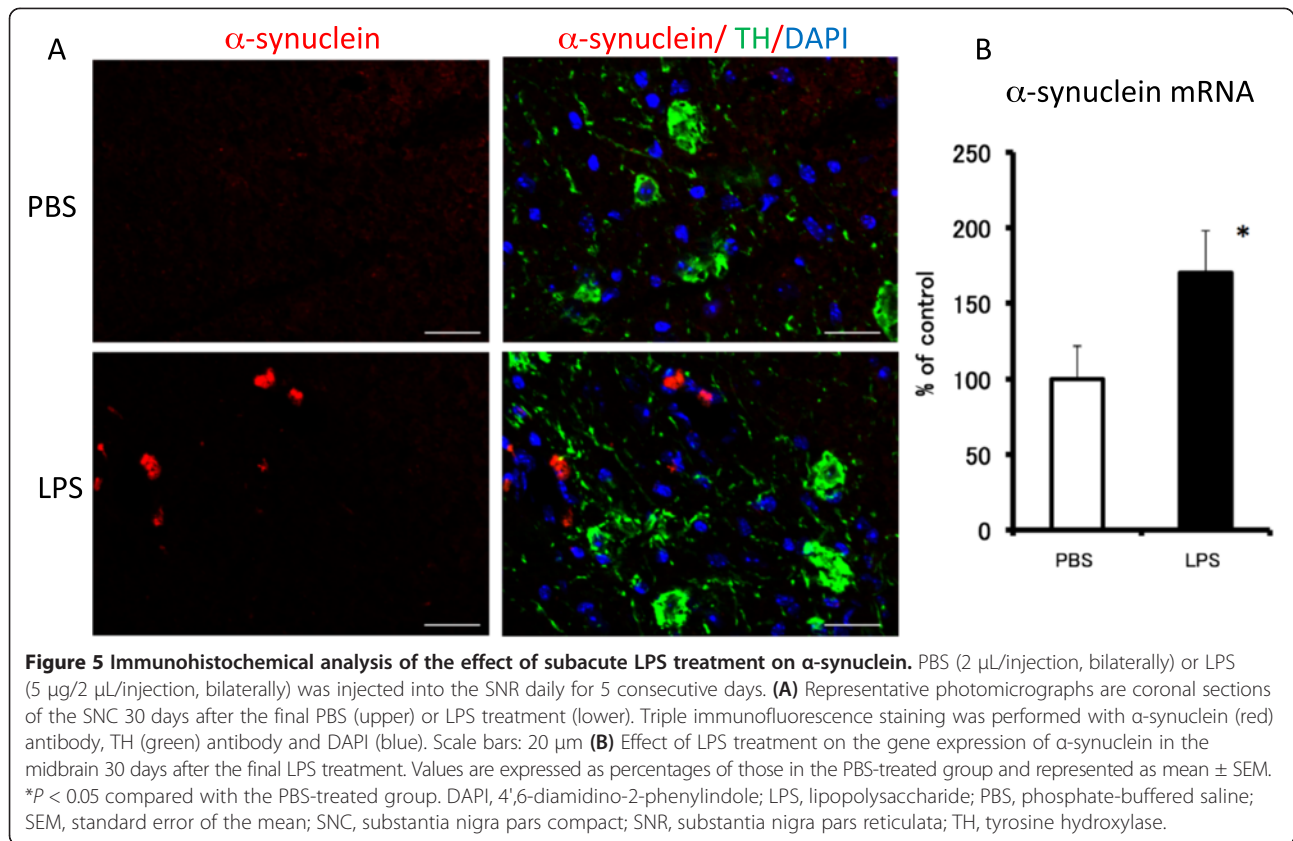 A
α-synuclein
α-synuclein/ TH/DAPI
PBS
LPS
B
α-synuclein mRNA
% of control
250
200
150
100
50
0
*
PBS
LPS
Figure 5 Immunohistochemical analysis of the effect of subacute LPS treatment on α-synuclein. PBS (2 μL/injection, bilaterally) or LPS
(5 μg/2 μL/injection, bilaterally) was injected into the SNR daily for 5 consecutive days. (A) Representative photomicrographs are coronal sections
of the SNC 30 days after the final PBS (upper) or LPS treatment (lower). Triple immunofluorescence staining was performed with α-synuclein (red)
antibody, TH (green) antibody and DAPI (blue). Scale bars: 20 μm (B) Effect of LPS treatment on the gene expression of α-synuclein in the
midbrain 30 days after the final LPS treatment. Values are expressed as percentages of those in the PBS-treated group and represented as mean ± SEM.
*P < 0.05 compared with the PBS-treated group. DAPI, 4',6-diamidino-2-phenylindole; LPS, lipopolysaccharide; PBS, phosphate-buffered saline;
SEM, standard error of the mean; SNC, substantia nigra pars compact; SNR, substantia nigra pars reticulata; TH, tyrosine hydroxylase.